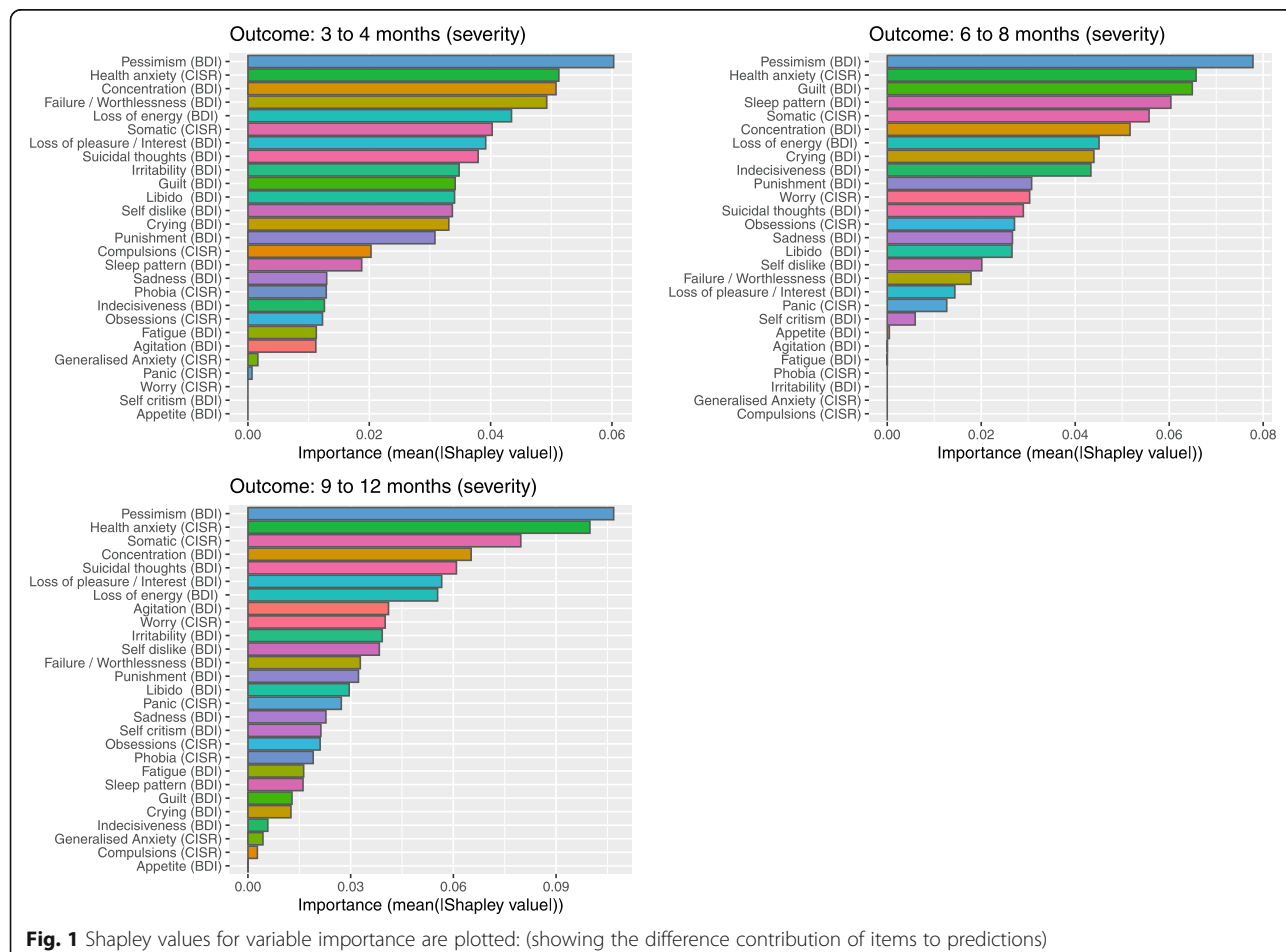 Outcome: 3 to 4 months (severity)
Pessimism (BDI)
Health anxiety (CISR)
Concentration (BDI)
Failure / Worthlessness (BDI)
Loss of energy (BDI)
Somatic (CISR)
Loss of pleasure / Interest (BDI)
Suicidal thoughts (BDI)
Irritability (BDI)
Guilt (BDI)
Libido (BDI)
Self dislike (BDI)
Crying (BDI)
Punishment (BDI)
Compulsions (CISR)
Sleep pattern (BDI)
Sadness (BDI)
Phobia (CISR)
Indecisiveness (BDI)
Obsessions (CISR)
Fatigue (BDI)
Agitation (BDI)
Generalised Anxiety (CISR)
Panic (CISR)
Worry (CISR)
Self critism (BDI)
Appetite (BDI)
0.00 0.02 0.04 0.06
Importance (mean(|Shapley value|))
Outcome: 6 to 8 months (severity)
Pessimism (BDI)
Health anxiety (CISR)
Guilt (BDI)
Sleep pattern (BDI)
Somatic (CISR)
Concentration (BDI)
Loss of energy (BDI)
Crying (BDI)
Indecisiveness (BDI)
Punishment (BDI)
Worry (CISR)
Suicidal thoughts (BDI)
Obsessions (CISR)
Sadness (BDI)
Libido (BDI)
Self dislike (BDI)
Failure / Worthlessness (BDI)
Loss of pleasure / Interest (BDI)
Panic (CISR)
Self critism (BDI)
Appetite (BDI)
Agitation (BDI)
Fatigue (BDI)
Phobia (CISR)
Irritability (BDI)
Generalised Anxiety (CISR)
Compulsions (CISR)
0.00 0.02 0.04 0.06 0.08
Importance (mean(|Shapley value|))
Outcome: 9 to 12 months (severity)
Pessimism (BDI)
Health anxiety (CISR)
Somatic (CISR)
Concentration (BDI)
Suicidal thoughts (BDI)
Loss of pleasure / Interest (BDI)
Loss of energy (BDI)
Agitation (BDI)
Worry (CISR)
Irritability (BDI)
Self dislike (BDI)
Failure / Worthlessness (BDI)
Punishment (BDI)
Libido (BDI)
Panic (CISR)
Sadness (BDI)
Self critism (BDI)
Obsessions (CISR)
Phobia (CISR)
Fatigue (BDI)
Sleep pattern (BDI)
Guilt (BDI)
Crying (BDI)
Indecisiveness (BDI)
Generalised Anxiety (CISR)
Compulsions (CISR)
Appetite (BDI)
0.00 0.03 0.06 0.09
Importance (mean(|Shapley value|))
Fig. 1 Shapley values for variable importance are plotted: (showing the difference contribution of items to predictions)